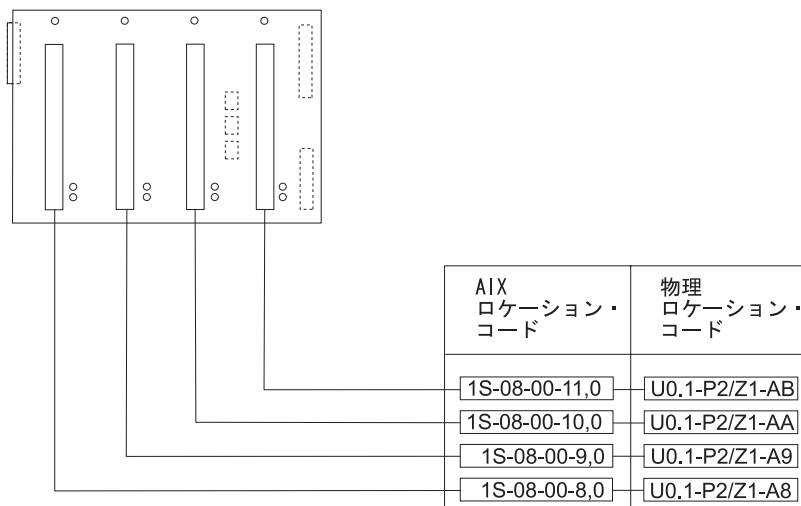 AIX
ロケーション・
コード
物理
ロケーション・
コード
1S-08-00-11,0 U0.1-P2/Z1-AB
1S-08-00-10,0 U0.1-P2/Z1-AA
1S-08-00-9,0 U0.1-P2/Z1-A9
1S-08-00-8,0 U0.1-P2/Z1-A8